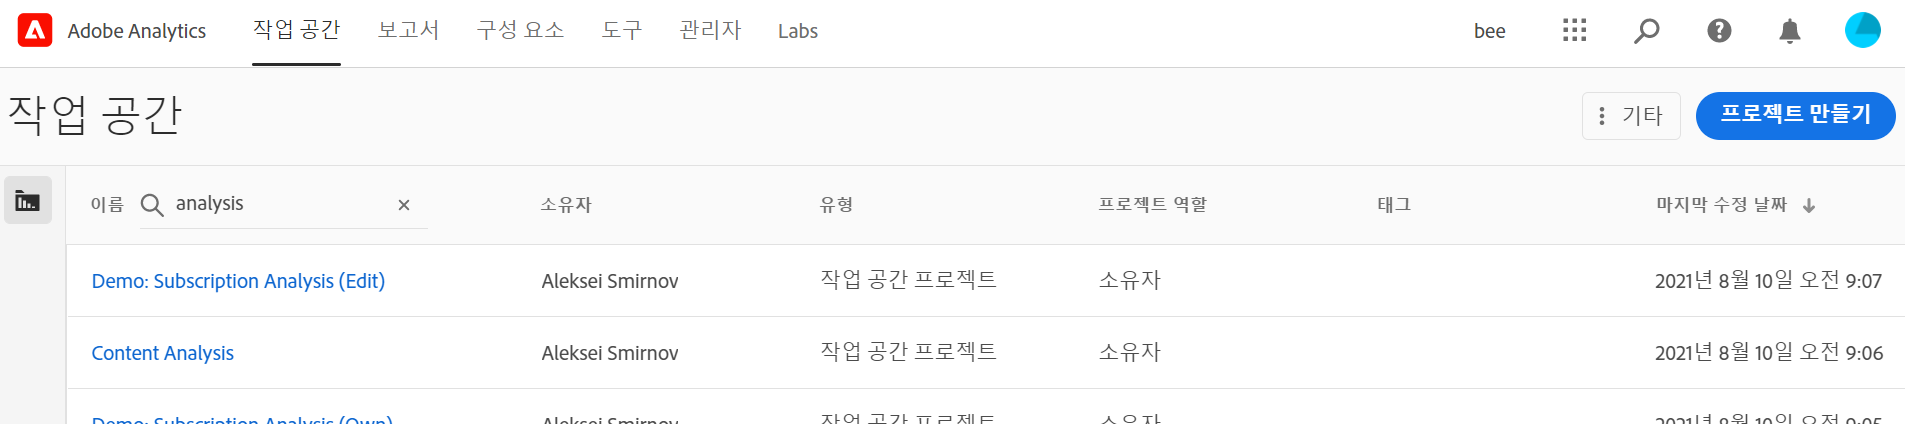 Adobe Analytics 작업 공간 보고서 구성 요소 도구 관리자 Labs bee
작업 공간 기타 프로젝트 만들기
이름 analysis 소유자 유형 프로젝트 역할 태그 마지막 수정 날짜
Demo: Subscription Analysis (Edit) Aleksei Smirnov 작업 공간 프로젝트 소유자 2021년 8월 10일 오전 9:07
Content Analysis Aleksei Smirnov 작업 공간 프로젝트 소유자 2021년 8월 10일 오전 9:06
Demo: Subscription Analysis (Own) Aleksei Smirnov 작업 공간 프로젝트 소유자 2021년 8월 10일 오전 9:05